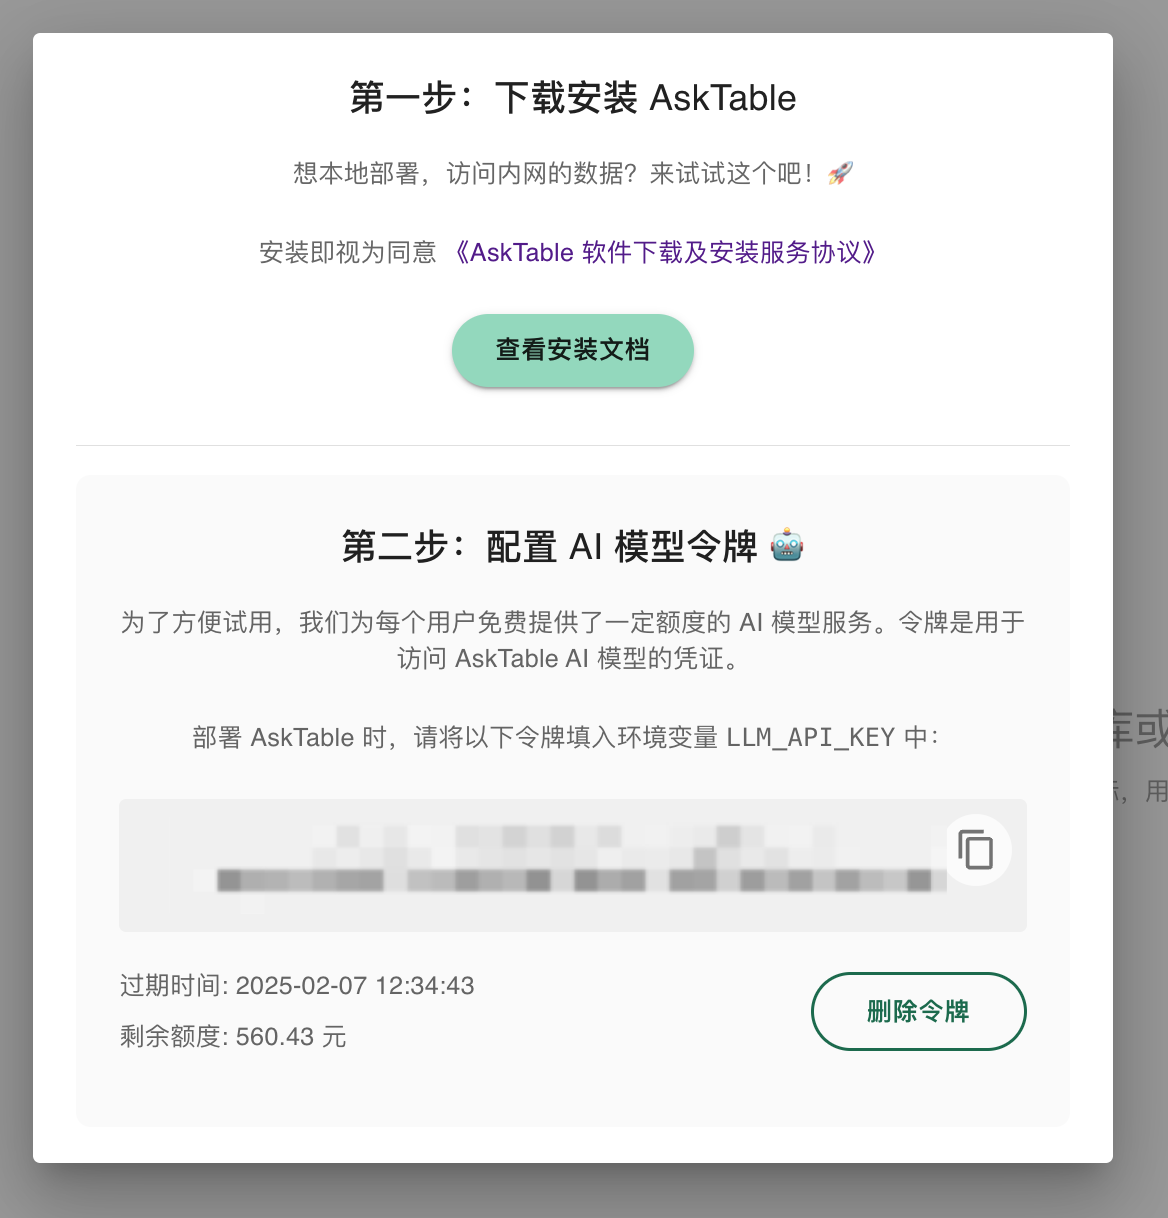 第一步：下载安装 AskTable
想本地部署，访问内网的数据？来试试这个吧！🚀
安装即视为同意 《AskTable 软件下载及安装服务协议》
查看安装文档
第二步：配置 AI 模型令牌 🤖
为了方便试用，我们为每个用户免费提供了一定额度的 AI 模型服务。令牌是用于
访问 AskTable AI 模型的凭证。
部署 AskTable 时，请将以下令牌填入环境变量 LLM_API_KEY 中：
过期时间: 2025-02-07 12:34:43
剩余额度: 560.43 元
删除令牌
库或
，用